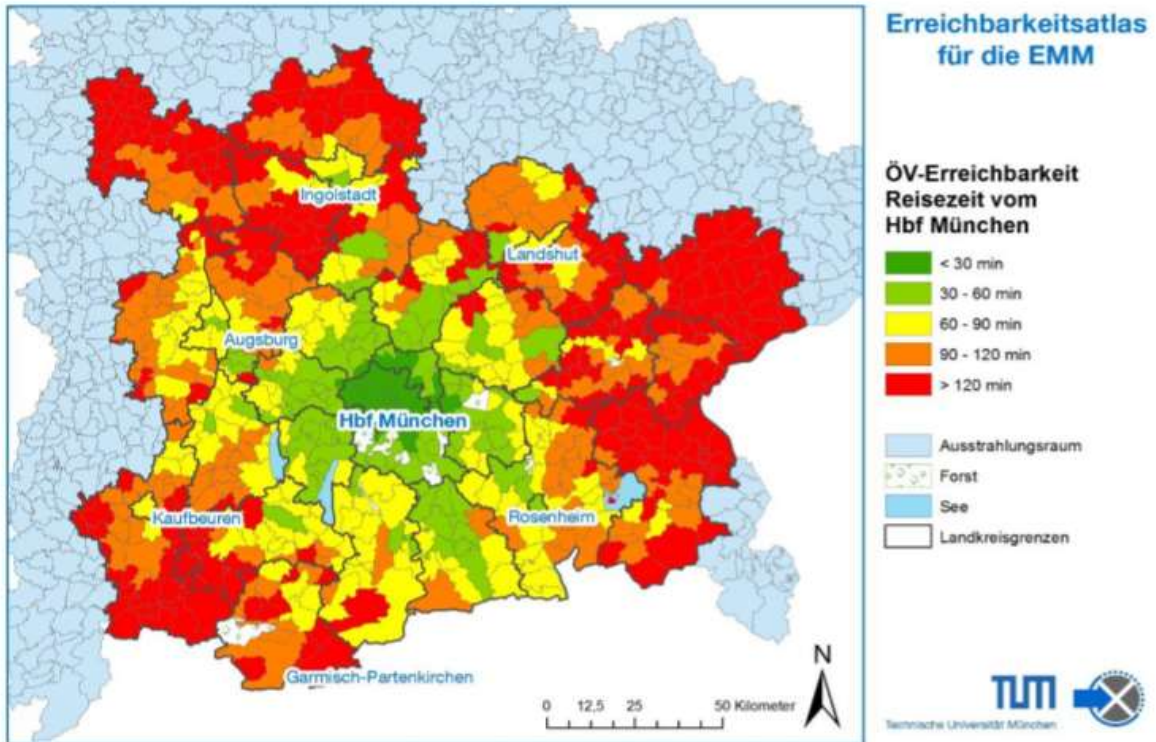 Erreichbarkeitsatlas
für die EMM
ÖV-Erreichbarkeit
Reisezeit vom
Hbf München
< 30 min
30 - 60 min
60 - 90 min
90 - 120 min
> 120 min
Ausstrahlungsraum
Forst
See
Landkreisgrenzen
Ingolstadt
Landshut
Augsburg
Hbf München
Kaufbeuren
Rosenheim
Garmisch-Partenkirchen
N
0 12,5 25 50 Kilometer
TUM
Technische Universität München